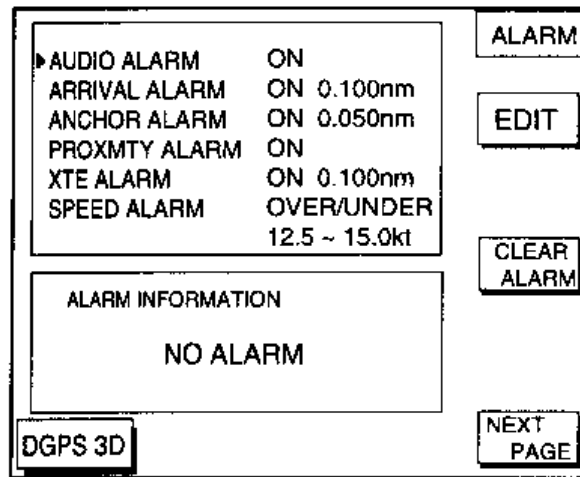 ALARM
AUDIO ALARM ON
ARRIVAL ALARM ON 0.100nm
ANCHOR ALARM ON 0.050nm
PROXMTY ALARM ON
XTE ALARM ON 0.100nm
SPEED ALARM OVER/UNDER
12.5 ~ 15.0kt
EDIT
CLEAR
ALARM
ALARM INFORMATION
NO ALARM
DGPS 3D
NEXT
PAGE